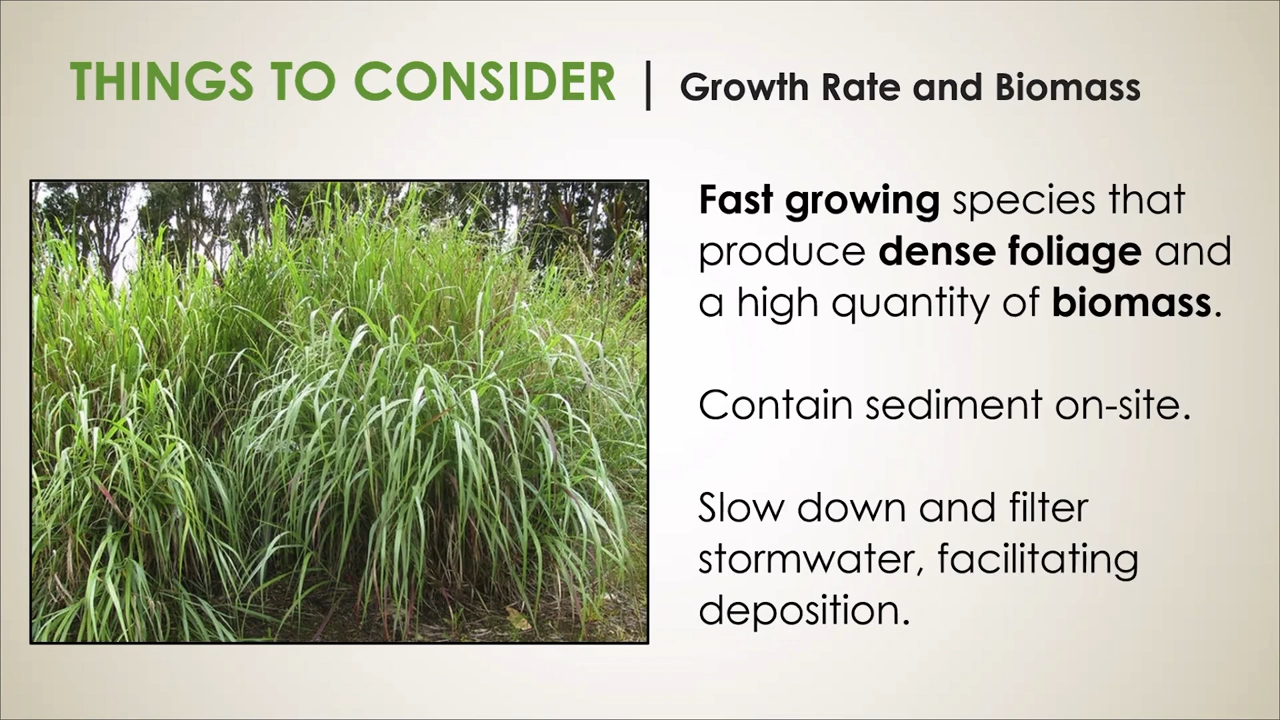 THINGS TO CONSIDER | Growth Rate and Biomass
Fast growing species that
produce dense foliage and
a high quantity of biomass.
Contain sediment on-site.
Slow down and filter
stormwater, facilitating
deposition.